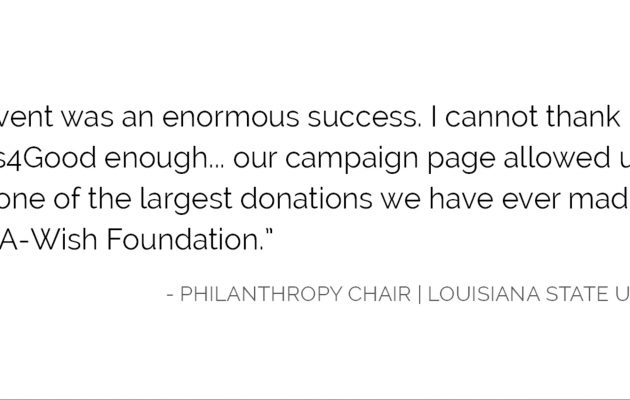 vent was an enormous success. I cannot thank
s4Good enough... our campaign page allowed u
one of the largest donations we have ever mad
A-Wish Foundation.”
- PHILANTHROPY CHAIR | LOUISIANA STATE U